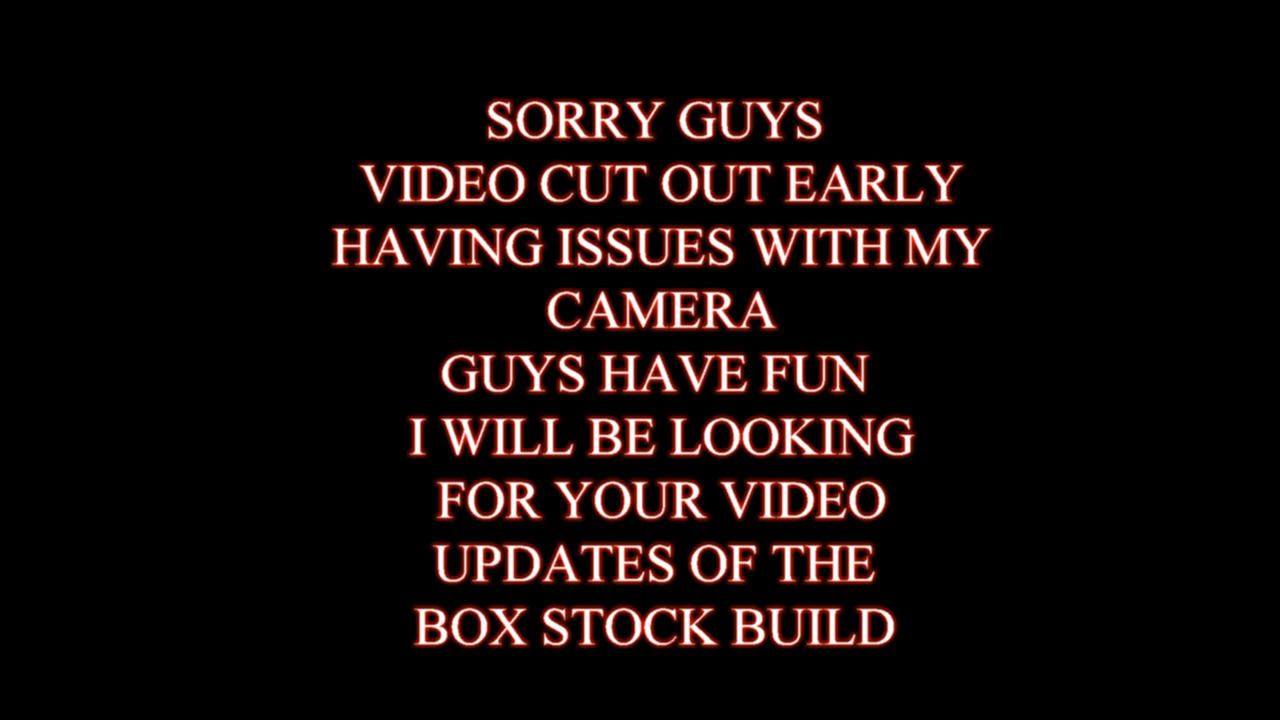 SORRY GUYS
VIDEO CUT OUT EARLY
HAVING ISSUES WITH MY
CAMERA
GUYS HAVE FUN
I WILL BE LOOKING
FOR YOUR VIDEO
UPDATES OF THE
BOX STOCK BUILD